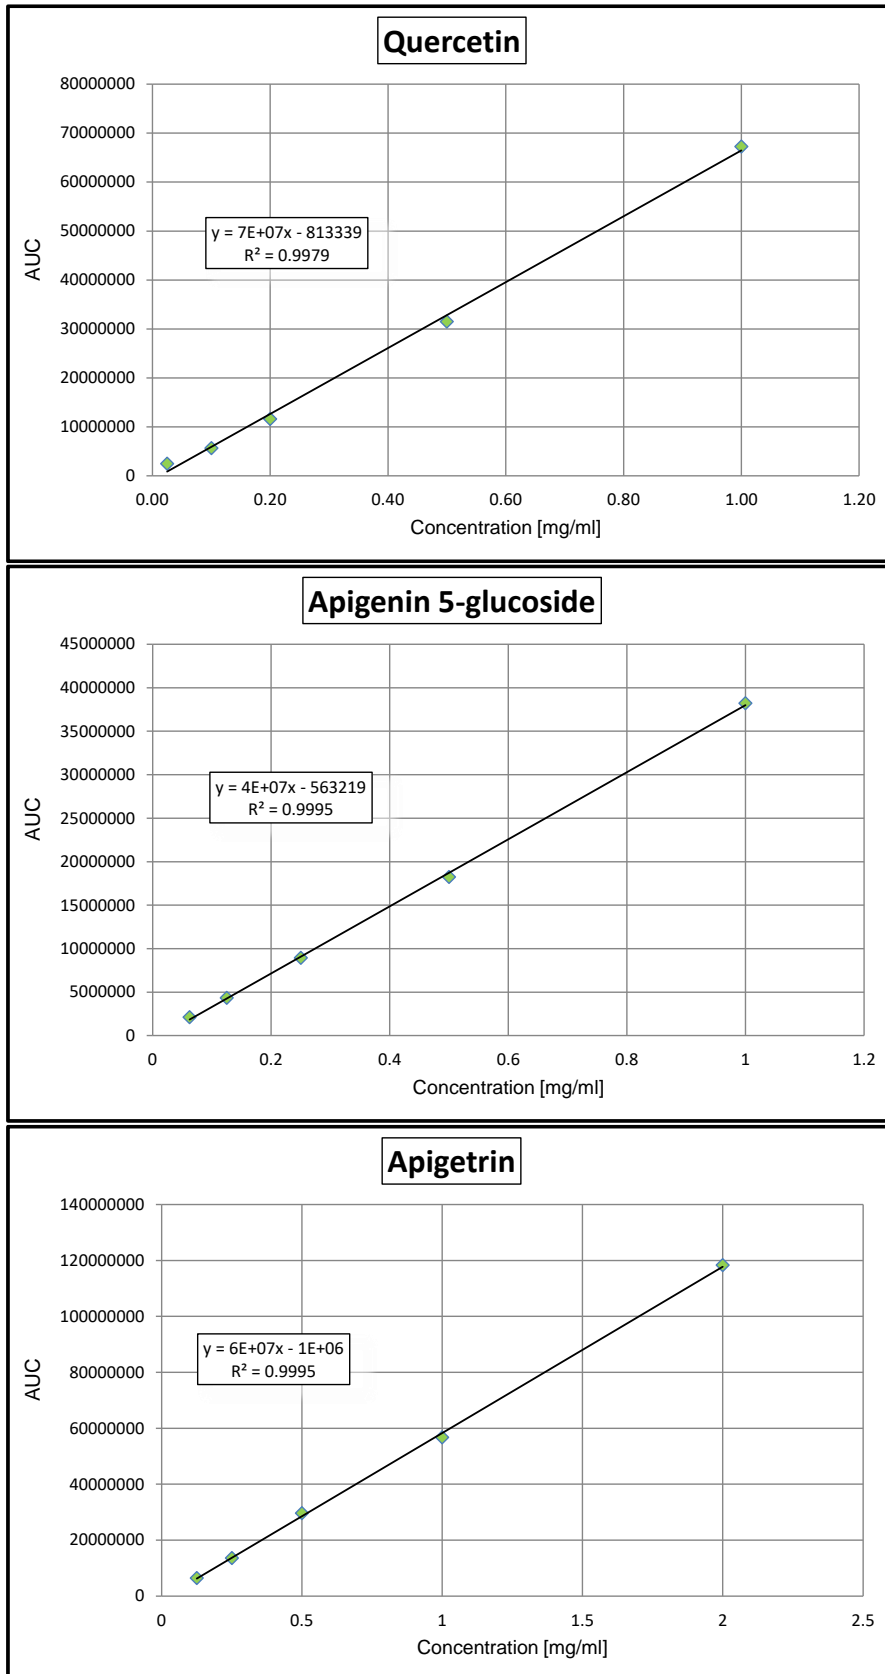 Quercetin
80000000
70000000
60000000
50000000
40000000
30000000
20000000
10000000
0
AUC
y = 7E+07x - 813339
R² = 0.9979
0.00 0.20 0.40 0.60 0.80 1.00 1.20
Concentration [mg/ml]
Apigenin 5-glucoside
45000000
40000000
35000000
30000000
25000000
20000000
15000000
10000000
5000000
0
AUC
y = 4E+07x - 563219
R² = 0.9995
0 0.2 0.4 0.6 0.8 1 1.2
Concentration [mg/ml]
Apigetrin
140000000
120000000
100000000
80000000
60000000
40000000
20000000
0
AUC
y = 6E+07x - 1E+06
R² = 0.9995
0 0.5 1 1.5 2 2.5
Concentration [mg/ml]